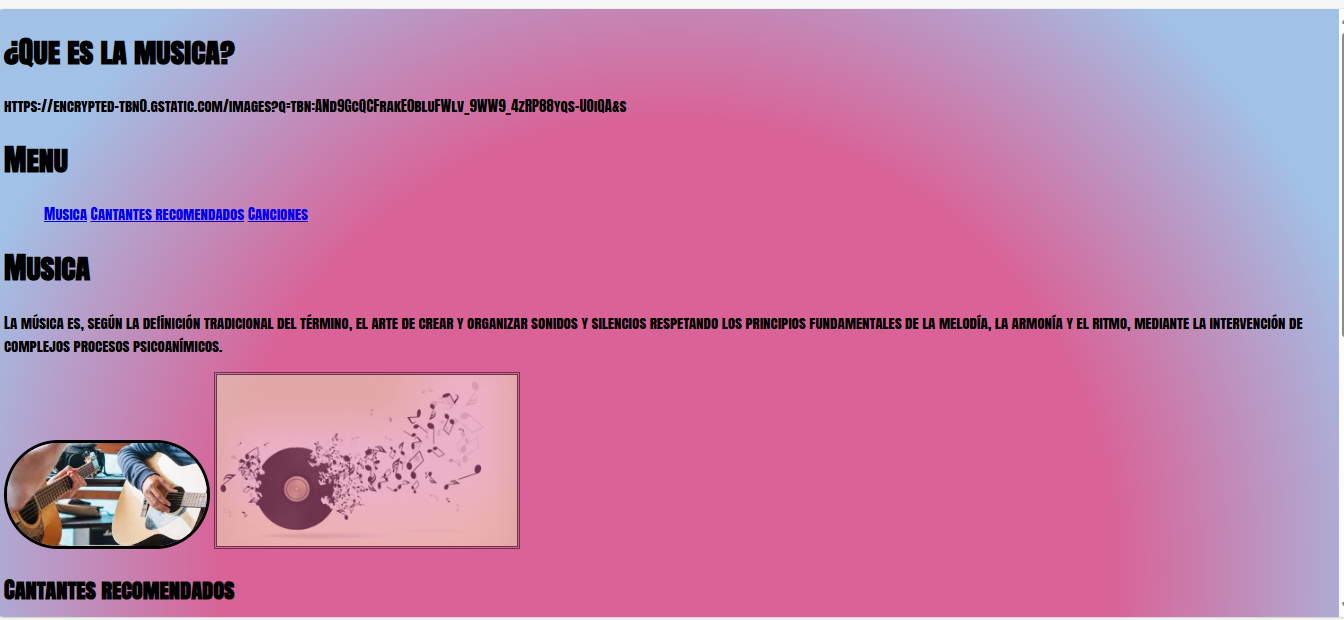 ¿Que es la musica?
https://encrypted-tbn0.gstatic.com/images?q=tbn:ANd9GcQCFrakEObluFWlv_9WW9_4zRP88yqs-UOiQA&s
Menu
Musica Cantantes recomendados Canciones
Musica
La música es, según la definición tradicional del término, el arte de crear y organizar sonidos y silencios respetando los principios fundamentales de la melodía, la armonía y el ritmo, mediante la intervención de
complejos procesos psicoanímicos.
Cantantes recomendados